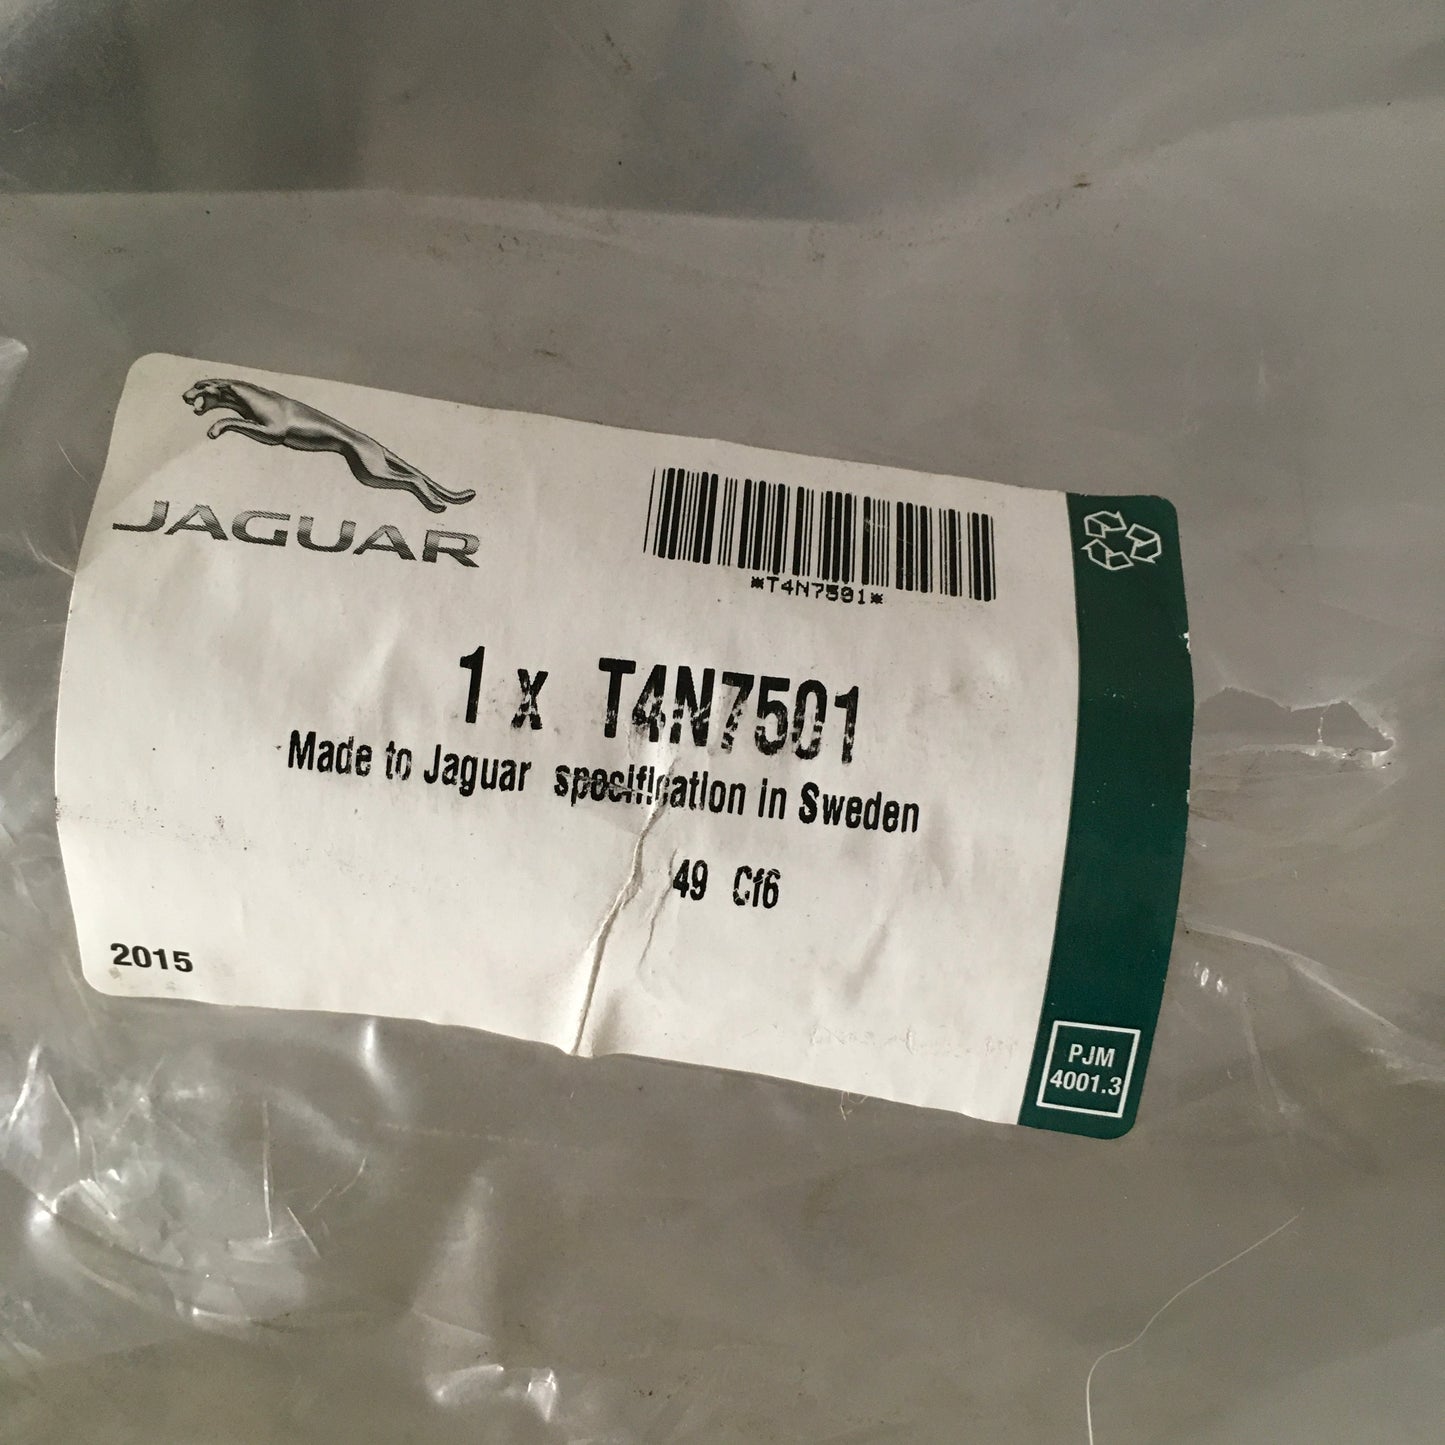 JAGUAR
*T4N7501*
1 x T4N7501
Made to Jaguar specification in Sweden
49 Cf6
2015
PJM
4001.3